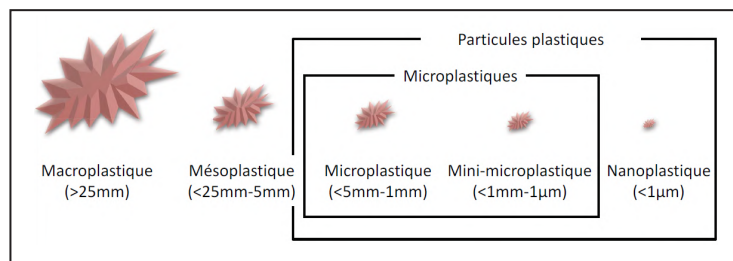 Particules plastiques
Microplastiques
Macroplastique
(>25mm)
Mésoplastique
(<25mm-5mm)
Microplastique
(<5mm-1mm)
Mini-microplastique
(<1mm-1µm)
Nanoplastique
(<1µm)